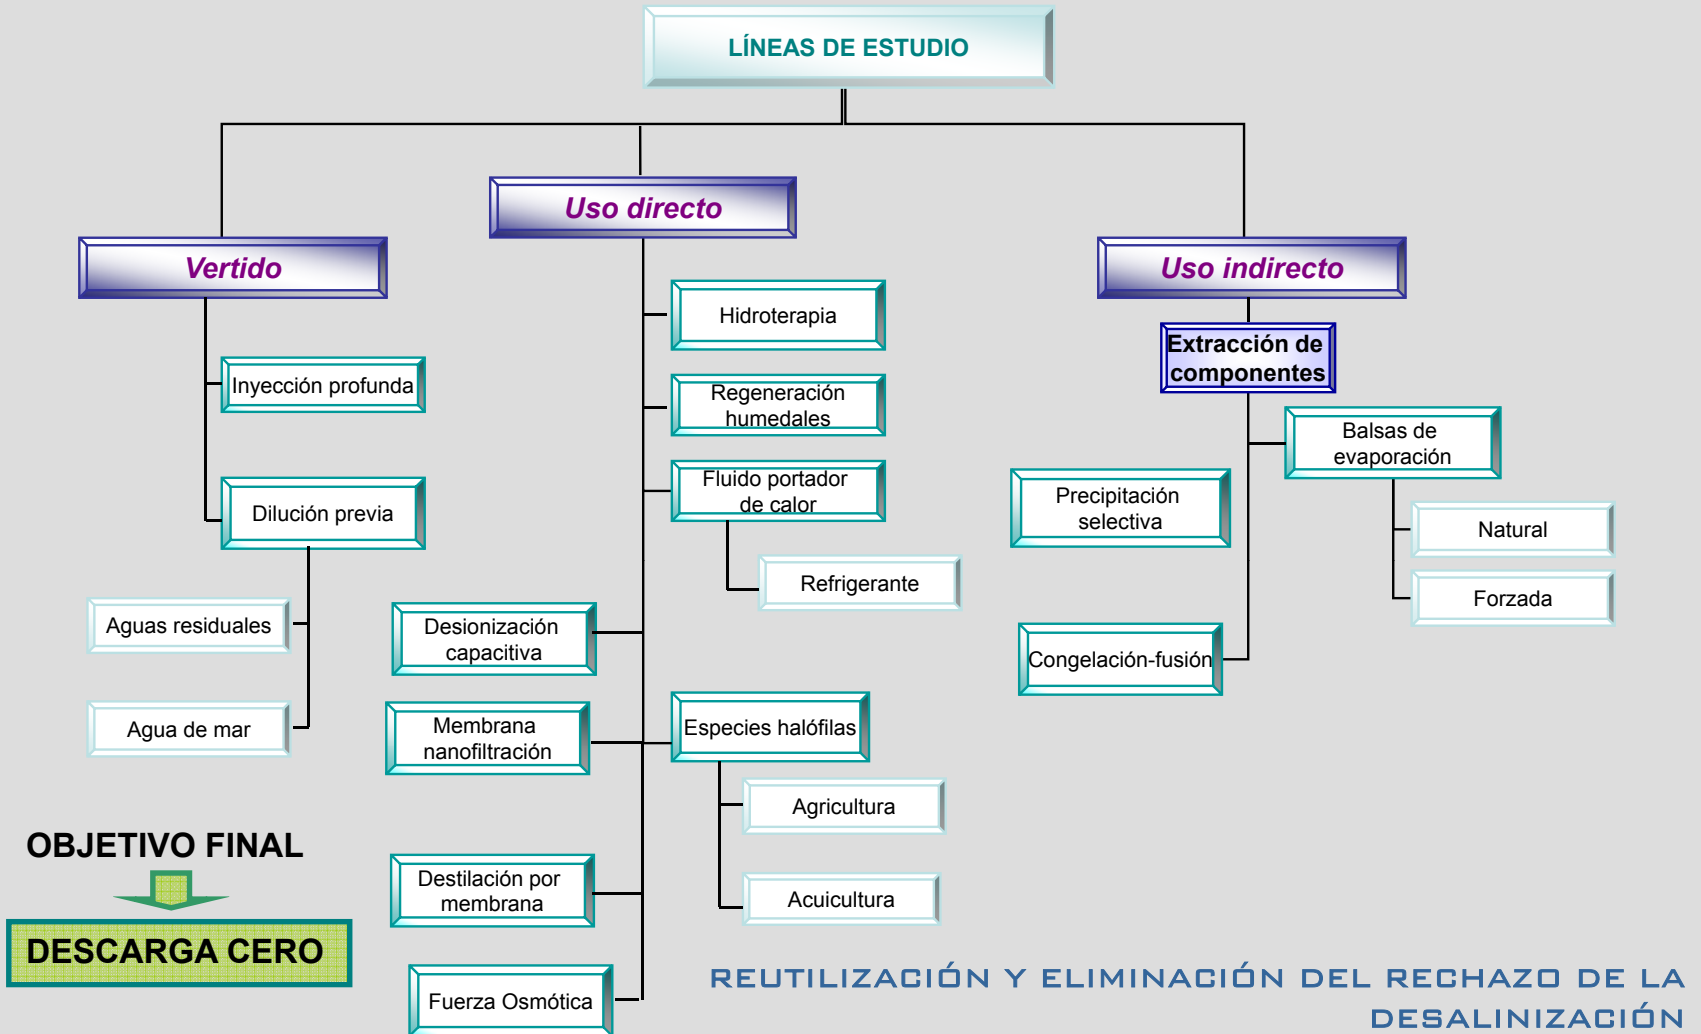 LÍNEAS DE ESTUDIO
Vertido
Inyección profunda
Dilución previa
Aguas residuales
Agua de mar
Uso directo
Hidroterapia
Regeneración
humedales
Fluido portador
de calor
Refrigerante
Desionización
capacitiva
Membrana
nanofiltración
Especies halófilas
Agricultura
Acuicultura
Destilación por
membrana
Fuerza Osmótica
Uso indirecto
Extracción de
componentes
Balsas de
evaporación
Natural
Forzada
Precipitación
selectiva
Congelación-fusión
OBJETIVO FINAL
DESCARGA CERO
REUTILIZACIÓN Y ELIMINACIÓN DEL RECHAZO DE LA
DESALINIZACIÓN